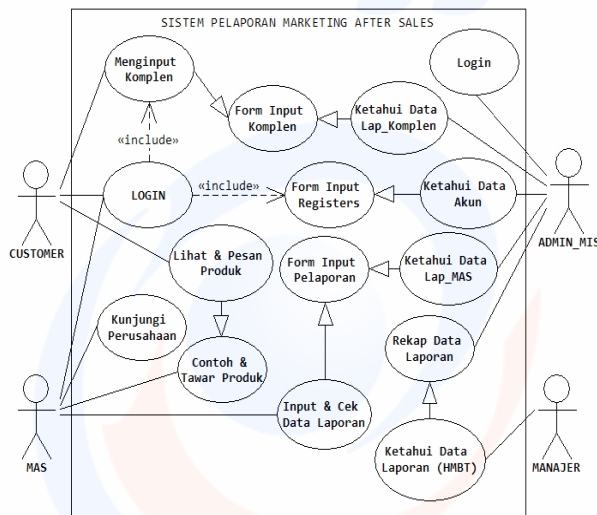 SISTEM PELAPORAN MARKETING AFTER SALES
Menginput
Komplen
Login
Form Input
Komplen
Ketahui Data
Lap_Komplen
«include»
LOGIN
«include»
Form Input
Registers
Ketahui Data
Akun
CUSTOMER
ADMIN_MIS
Lihat & Pesan
Produk
Form Input
Pelaporan
Ketahui Data
Lap_MAS
Kunjungi
Perusahaan
Rekap Data
Laporan
Contoh &
Tawar Produk
Input & Cek
Data Laporan
Ketahui Data
Laporan (HMBT)
MAS
MANAJER